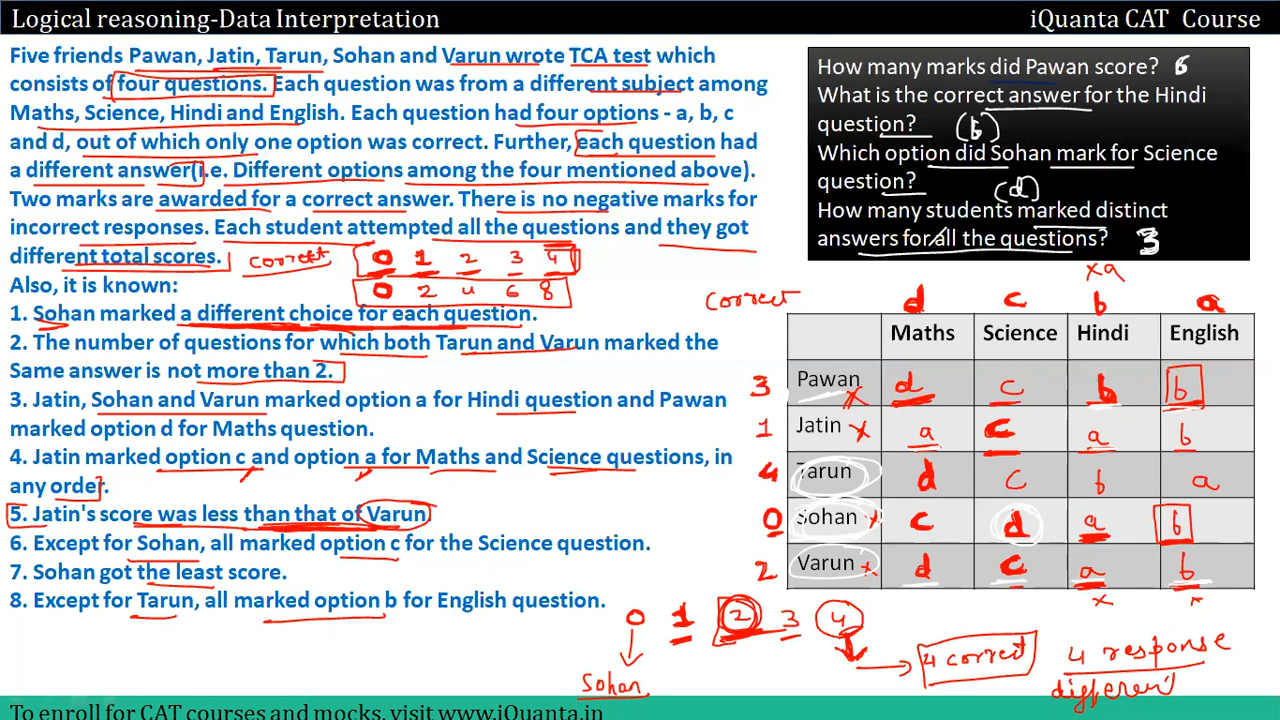 Logical reasoning-Data Interpretation
iQuanta CAT Course
Five friends Pawan, Jatin, Tarun, Sohan and Varun wrote TCA test which
consists of four questions. Each question was from a different subject among
Maths, Science, Hindi and English. Each question had four options - a, b, c
and d, out of which only one option was correct. Further, each question had
a different answer(i.e. Different options among the four mentioned above).
Two marks are awarded for a correct answer. There is no negative marks for
incorrect responses. Each student attempted all the questions and they got
different total scores.
correct 0 1 2 3 4
0 2 4 6 8
Also, it is known:
1. Sohan marked a different choice for each question.
2. The number of questions for which both Tarun and Varun marked the
Same answer is not more than 2.
3. Jatin, Sohan and Varun marked option a for Hindi question and Pawan
marked option d for Maths question.
4. Jatin marked option c and option a for Maths and Science questions, in
any order.
5. Jatin's score was less than that of Varun.
6. Except for Sohan, all marked option c for the Science question.
7. Sohan got the least score.
8. Except for Tarun, all marked option b for English question.
How many marks did Pawan score? 6
What is the correct answer for the Hindi
question? (b)
Which option did Sohan mark for Science
question? (d)
How many students marked distinct
answers for all the questions? 3
xa
correct d c b a
Maths Science Hindi English
3 Pawan x d c b b
1 Jatin x a c a b
4 Tarun d c b a
0 Sohan x c d a b
2 Varun x d c a b
x x
0 1 2 3 4
Sohan
4 correct
4 response
different
To enroll for CAT courses and mocks, visit www.iQuanta.in